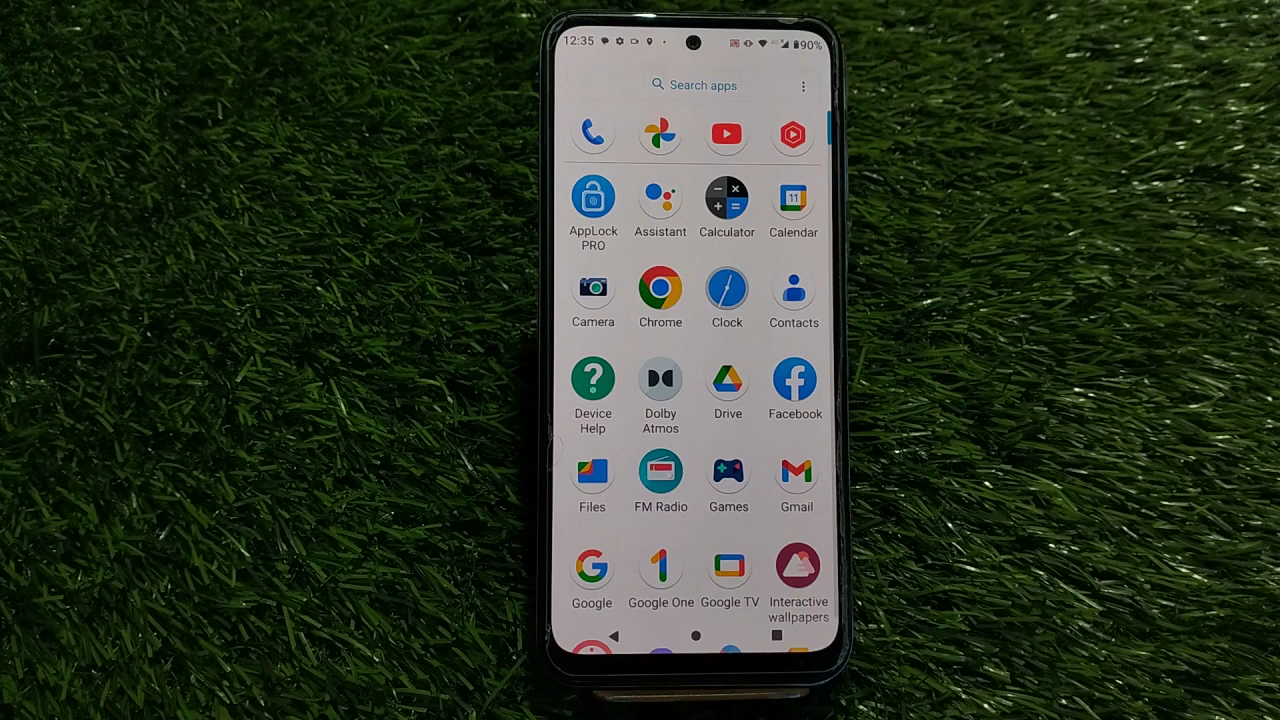 12:35 90%
Search apps
AppLock PRO Assistant Calculator 11 Calendar
Camera Chrome Clock Contacts
Device Help Dolby Atmos Drive Facebook
Files FM Radio Games Gmail
Google Google One Google TV Interactive wallpapers